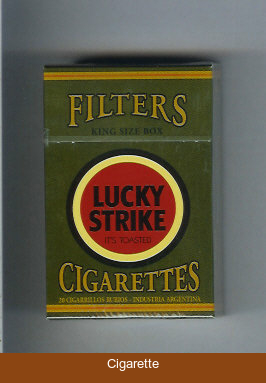 FILTERS
KING SIZE BOX
LUCKY
STRIKE
IT'S TOASTED
CIGARETTES
20 CIGARRILLOS RUBIOS - INDUSTRIA ARGENTINA
Cigarette